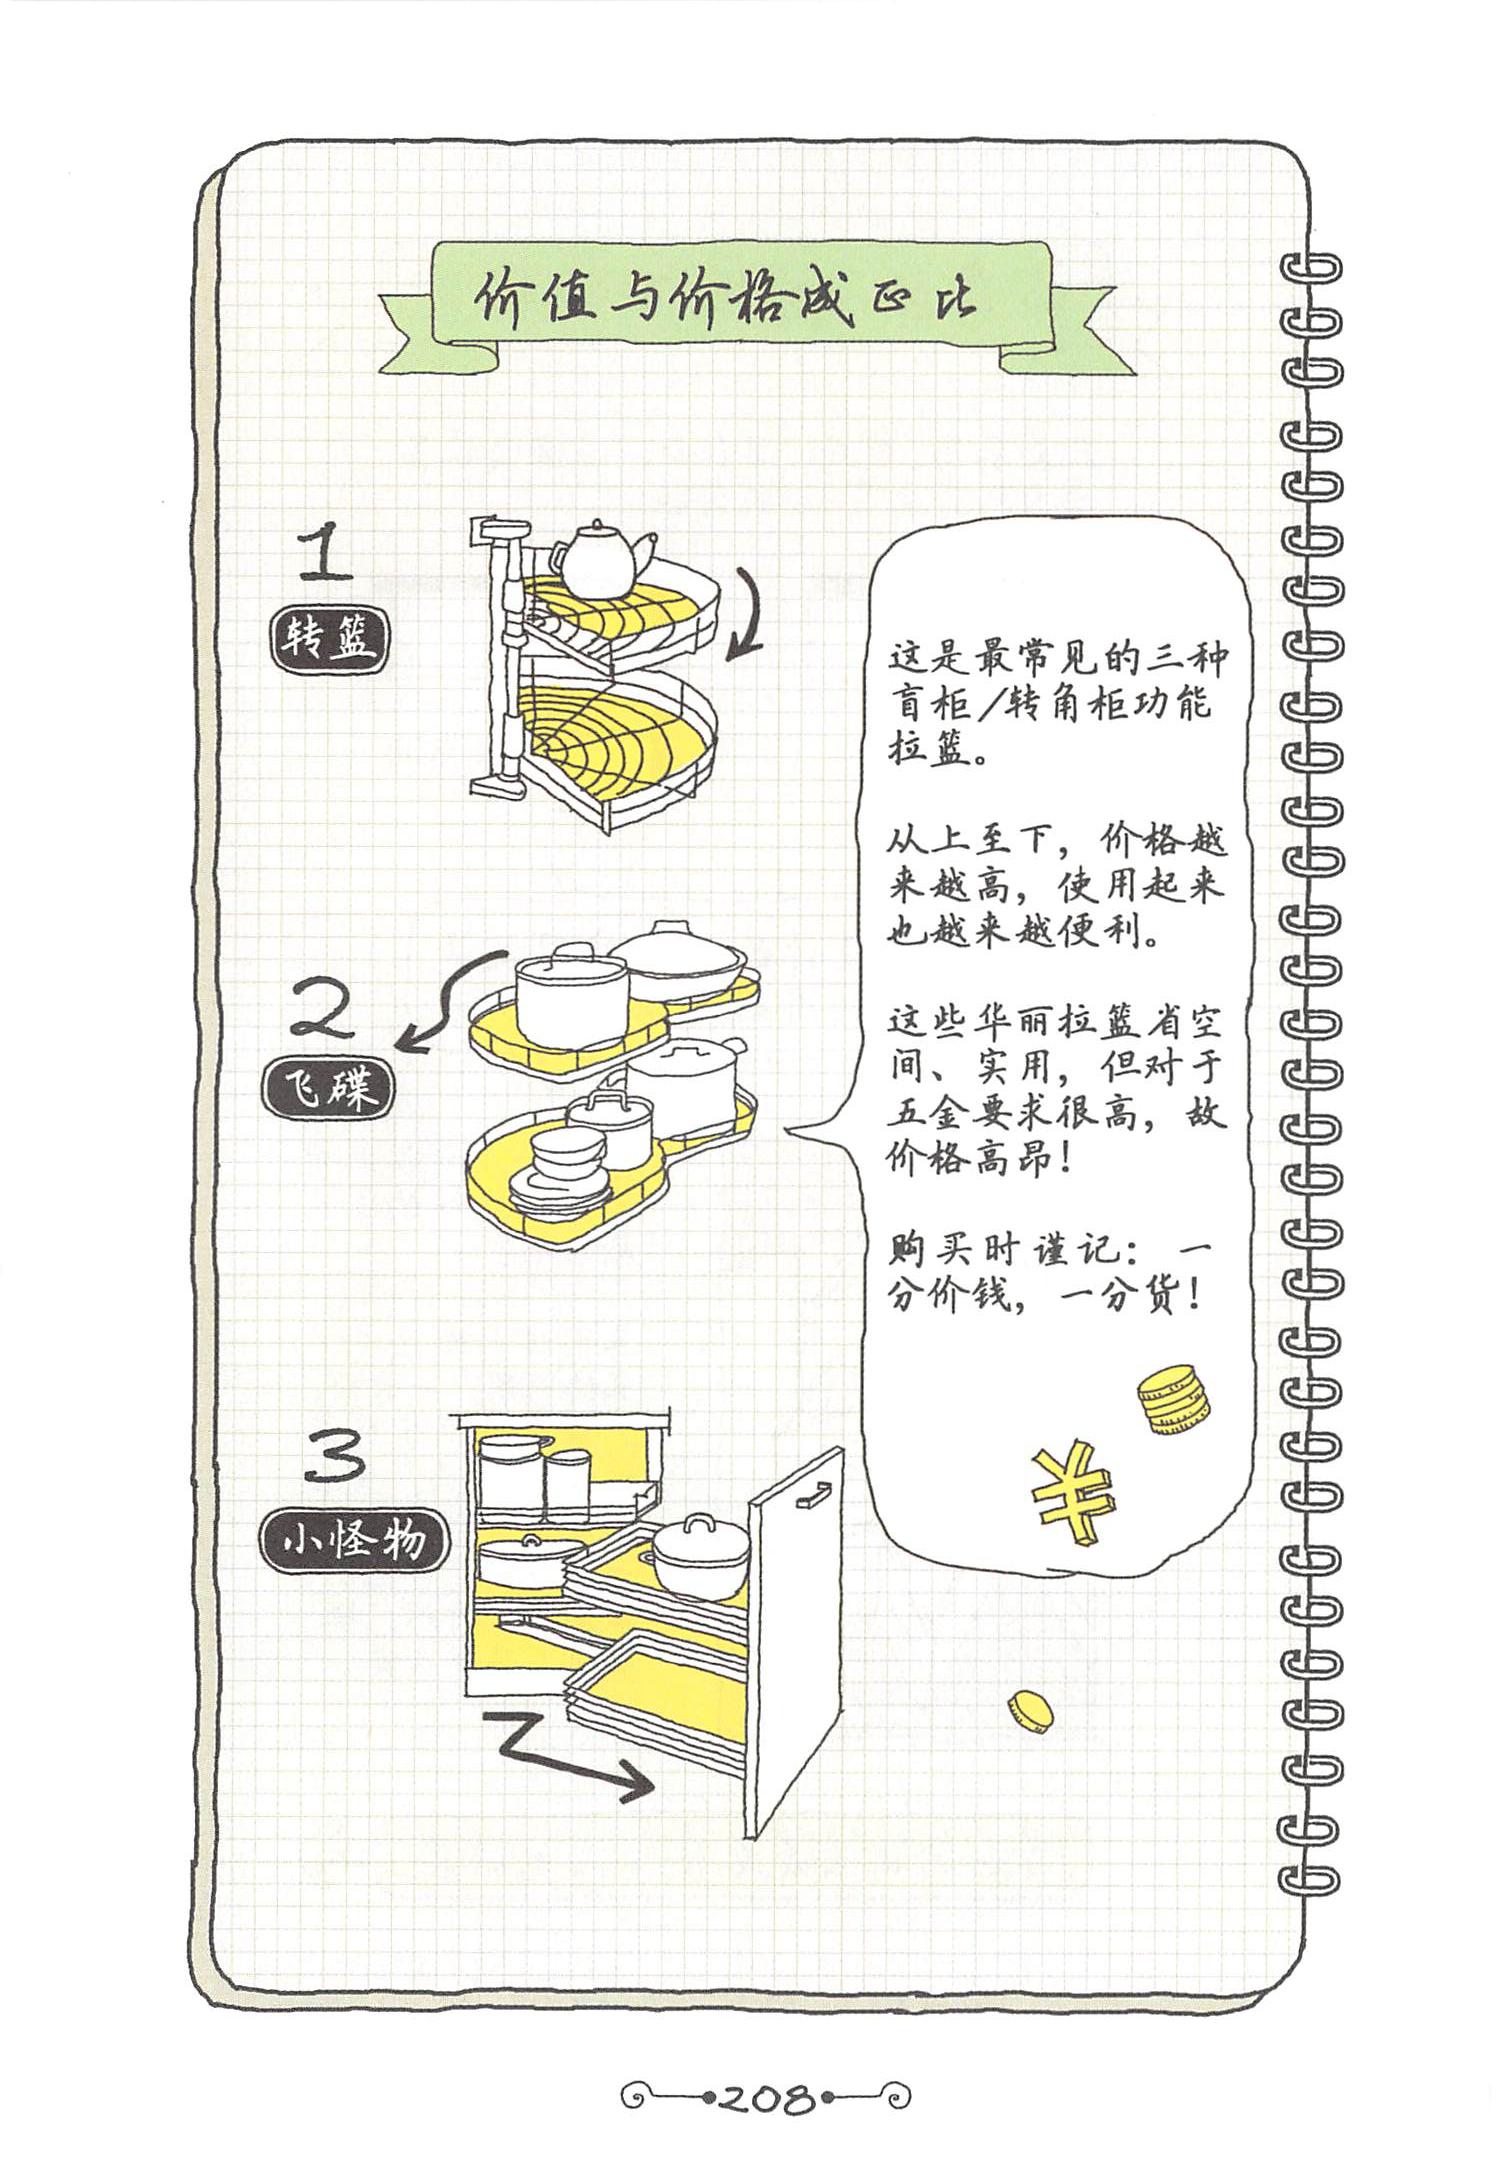 价值与价格成正比
1
转篮
2
飞碟
3
小怪物
这是最常见的三种
盲柜/转角柜功能
拉篮。
从上至下，价格越
来越高，使用起来
也越来越便利。
这些华丽拉篮省空
间、实用，但对于
五金要求很高，故
价格高昂！
购买时谨记：一
分价钱，一分货！
¥
208